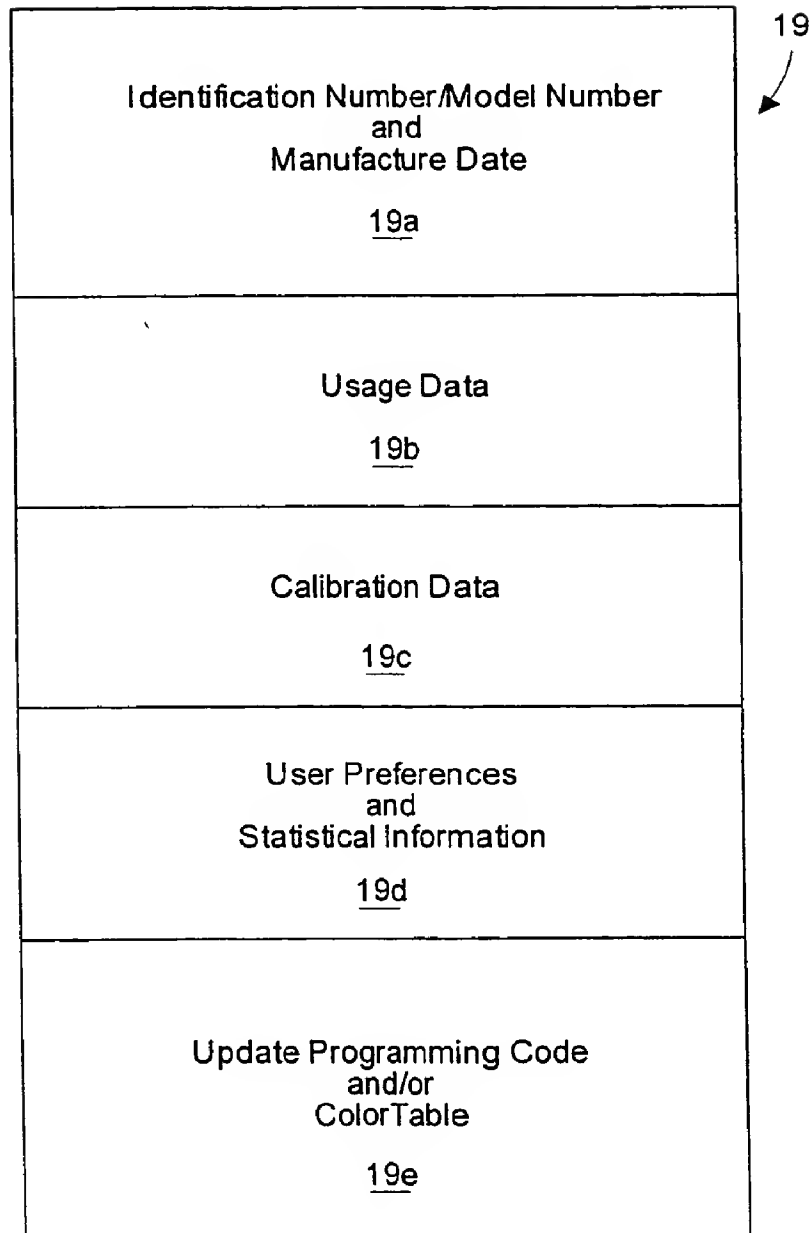 19
Identification Number/Model Number
and
Manufacture Date
19a
Usage Data
19b
Calibration Data
19c
User Preferences
and
Statistical Information
19d
Update Programming Code
and/or
ColorTable
19e